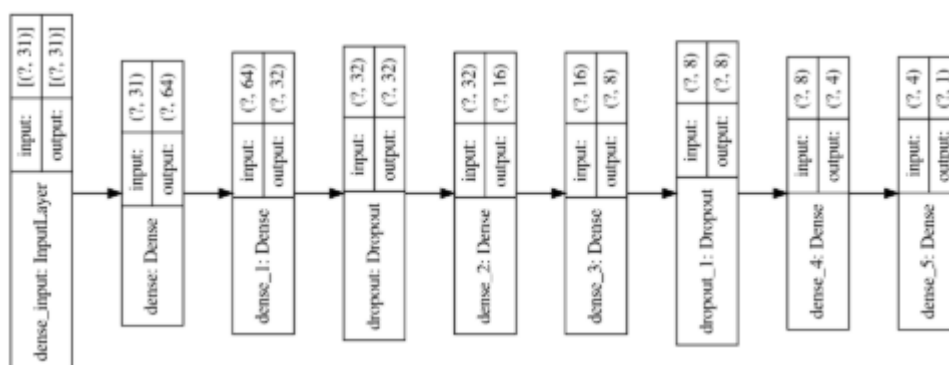 dense_input: InputLayer
input: [(?, 31)]
output: [(?, 31)]
dense: Dense
input: (?, 31)
output: (?, 64)
dense_1: Dense
input: (?, 64)
output: (?, 32)
dropout: Dropout
input: (?, 32)
output: (?, 32)
dense_2: Dense
input: (?, 32)
output: (?, 16)
dense_3: Dense
input: (?, 16)
output: (?, 8)
dropout_1: Dropout
input: (?, 8)
output: (?, 8)
dense_4: Dense
input: (?, 8)
output: (?, 4)
dense_5: Dense
input: (?, 4)
output: (?, 1)